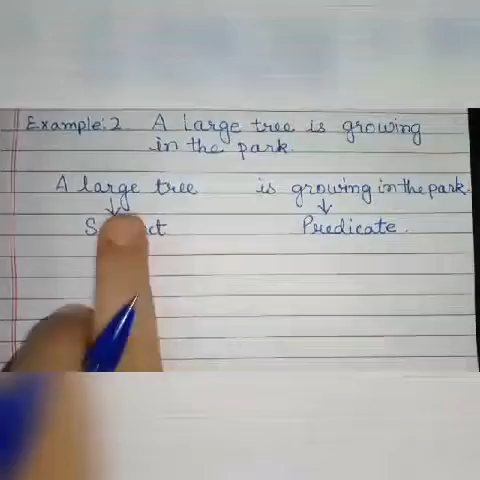 Example:2 A large tree is growing
in the park.
A large tree is growing in the park.
Predicate.